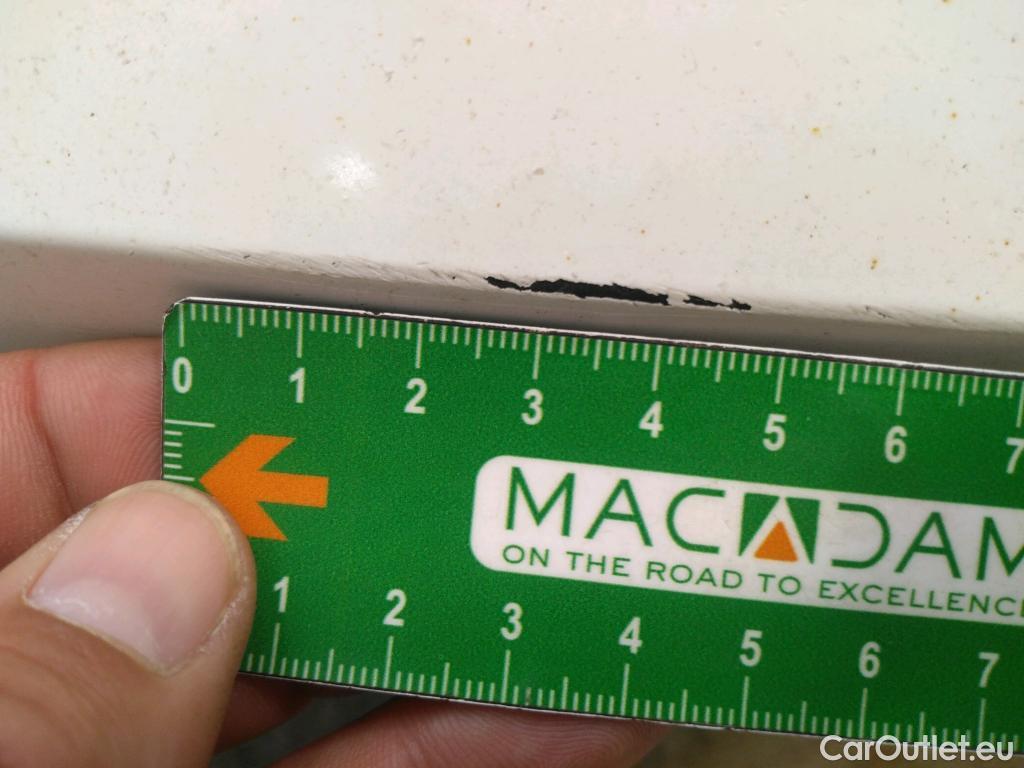 0 1 2 3 4 5 6 7
MACADAM
ON THE ROAD TO EXCELLENC
1 2 3 4 5 6 7
CarOutlet.eu